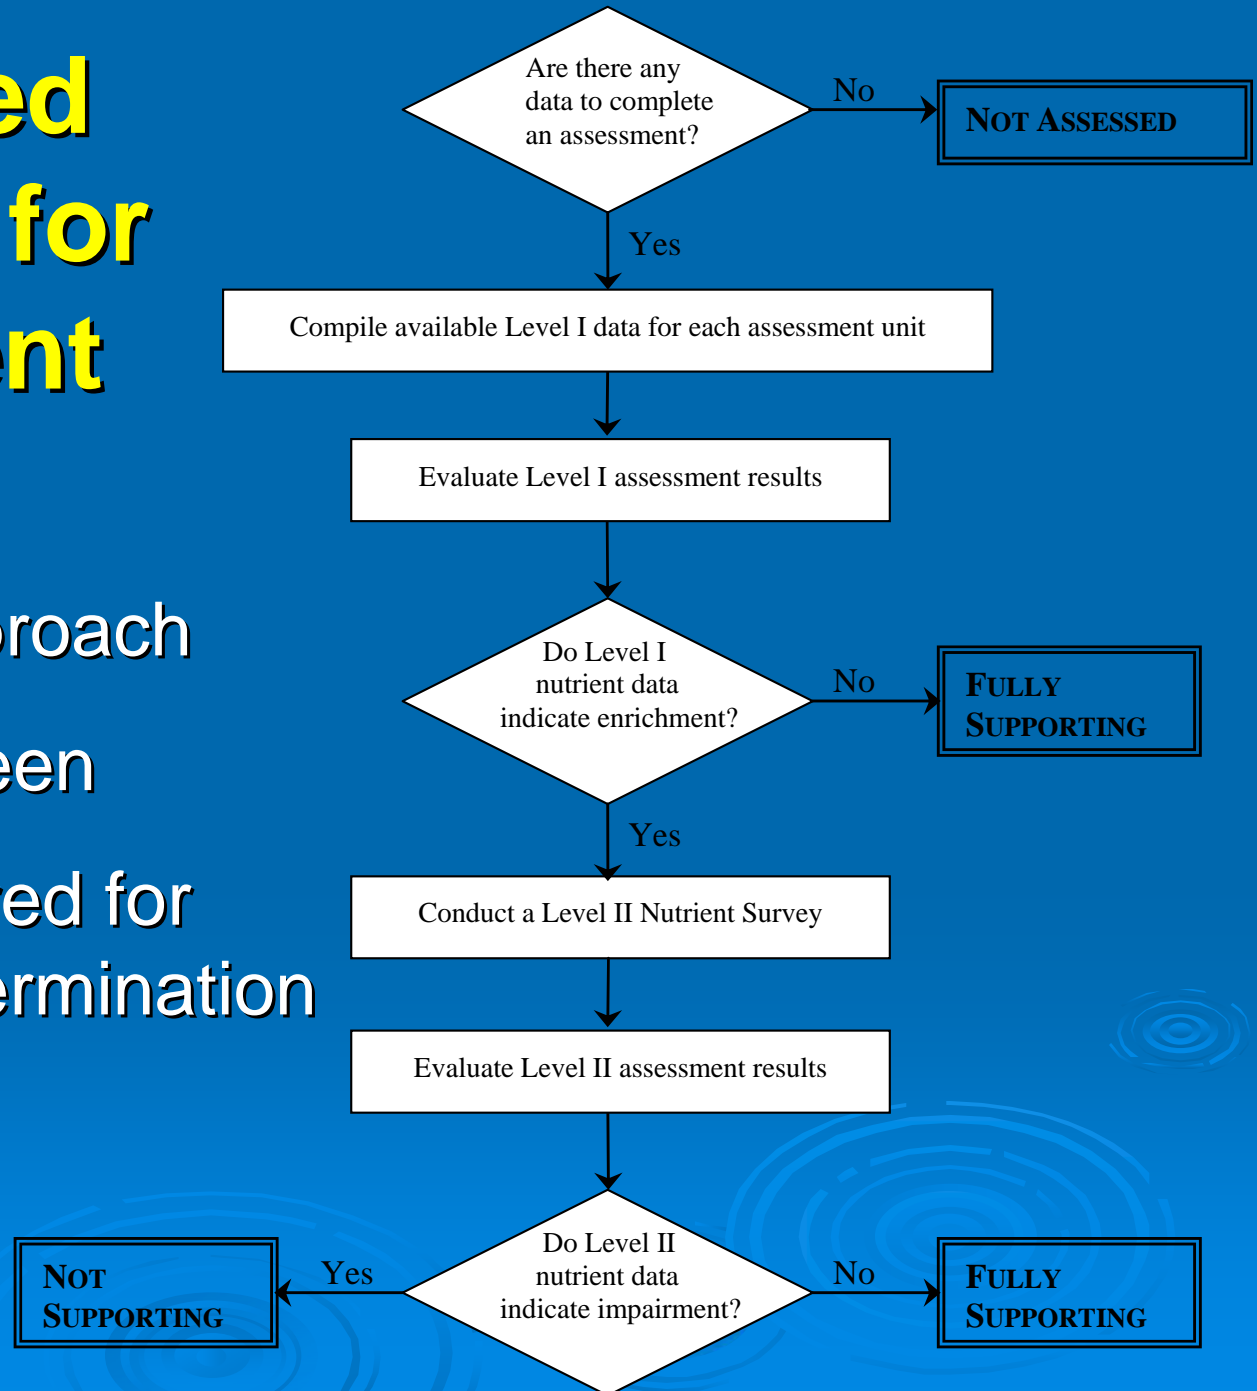 ed
for
ent
proach
een
red for
ermination
Are there any
data to complete
an assessment?
No
NOT ASSESSED
Yes
Compile available Level I data for each assessment unit
Evaluate Level I assessment results
Do Level I
nutrient data
indicate enrichment?
No
FULLY
SUPPORTING
Yes
Conduct a Level II Nutrient Survey
Evaluate Level II assessment results
Do Level II
nutrient data
indicate impairment?
Yes
NOT
SUPPORTING
No
FULLY
SUPPORTING